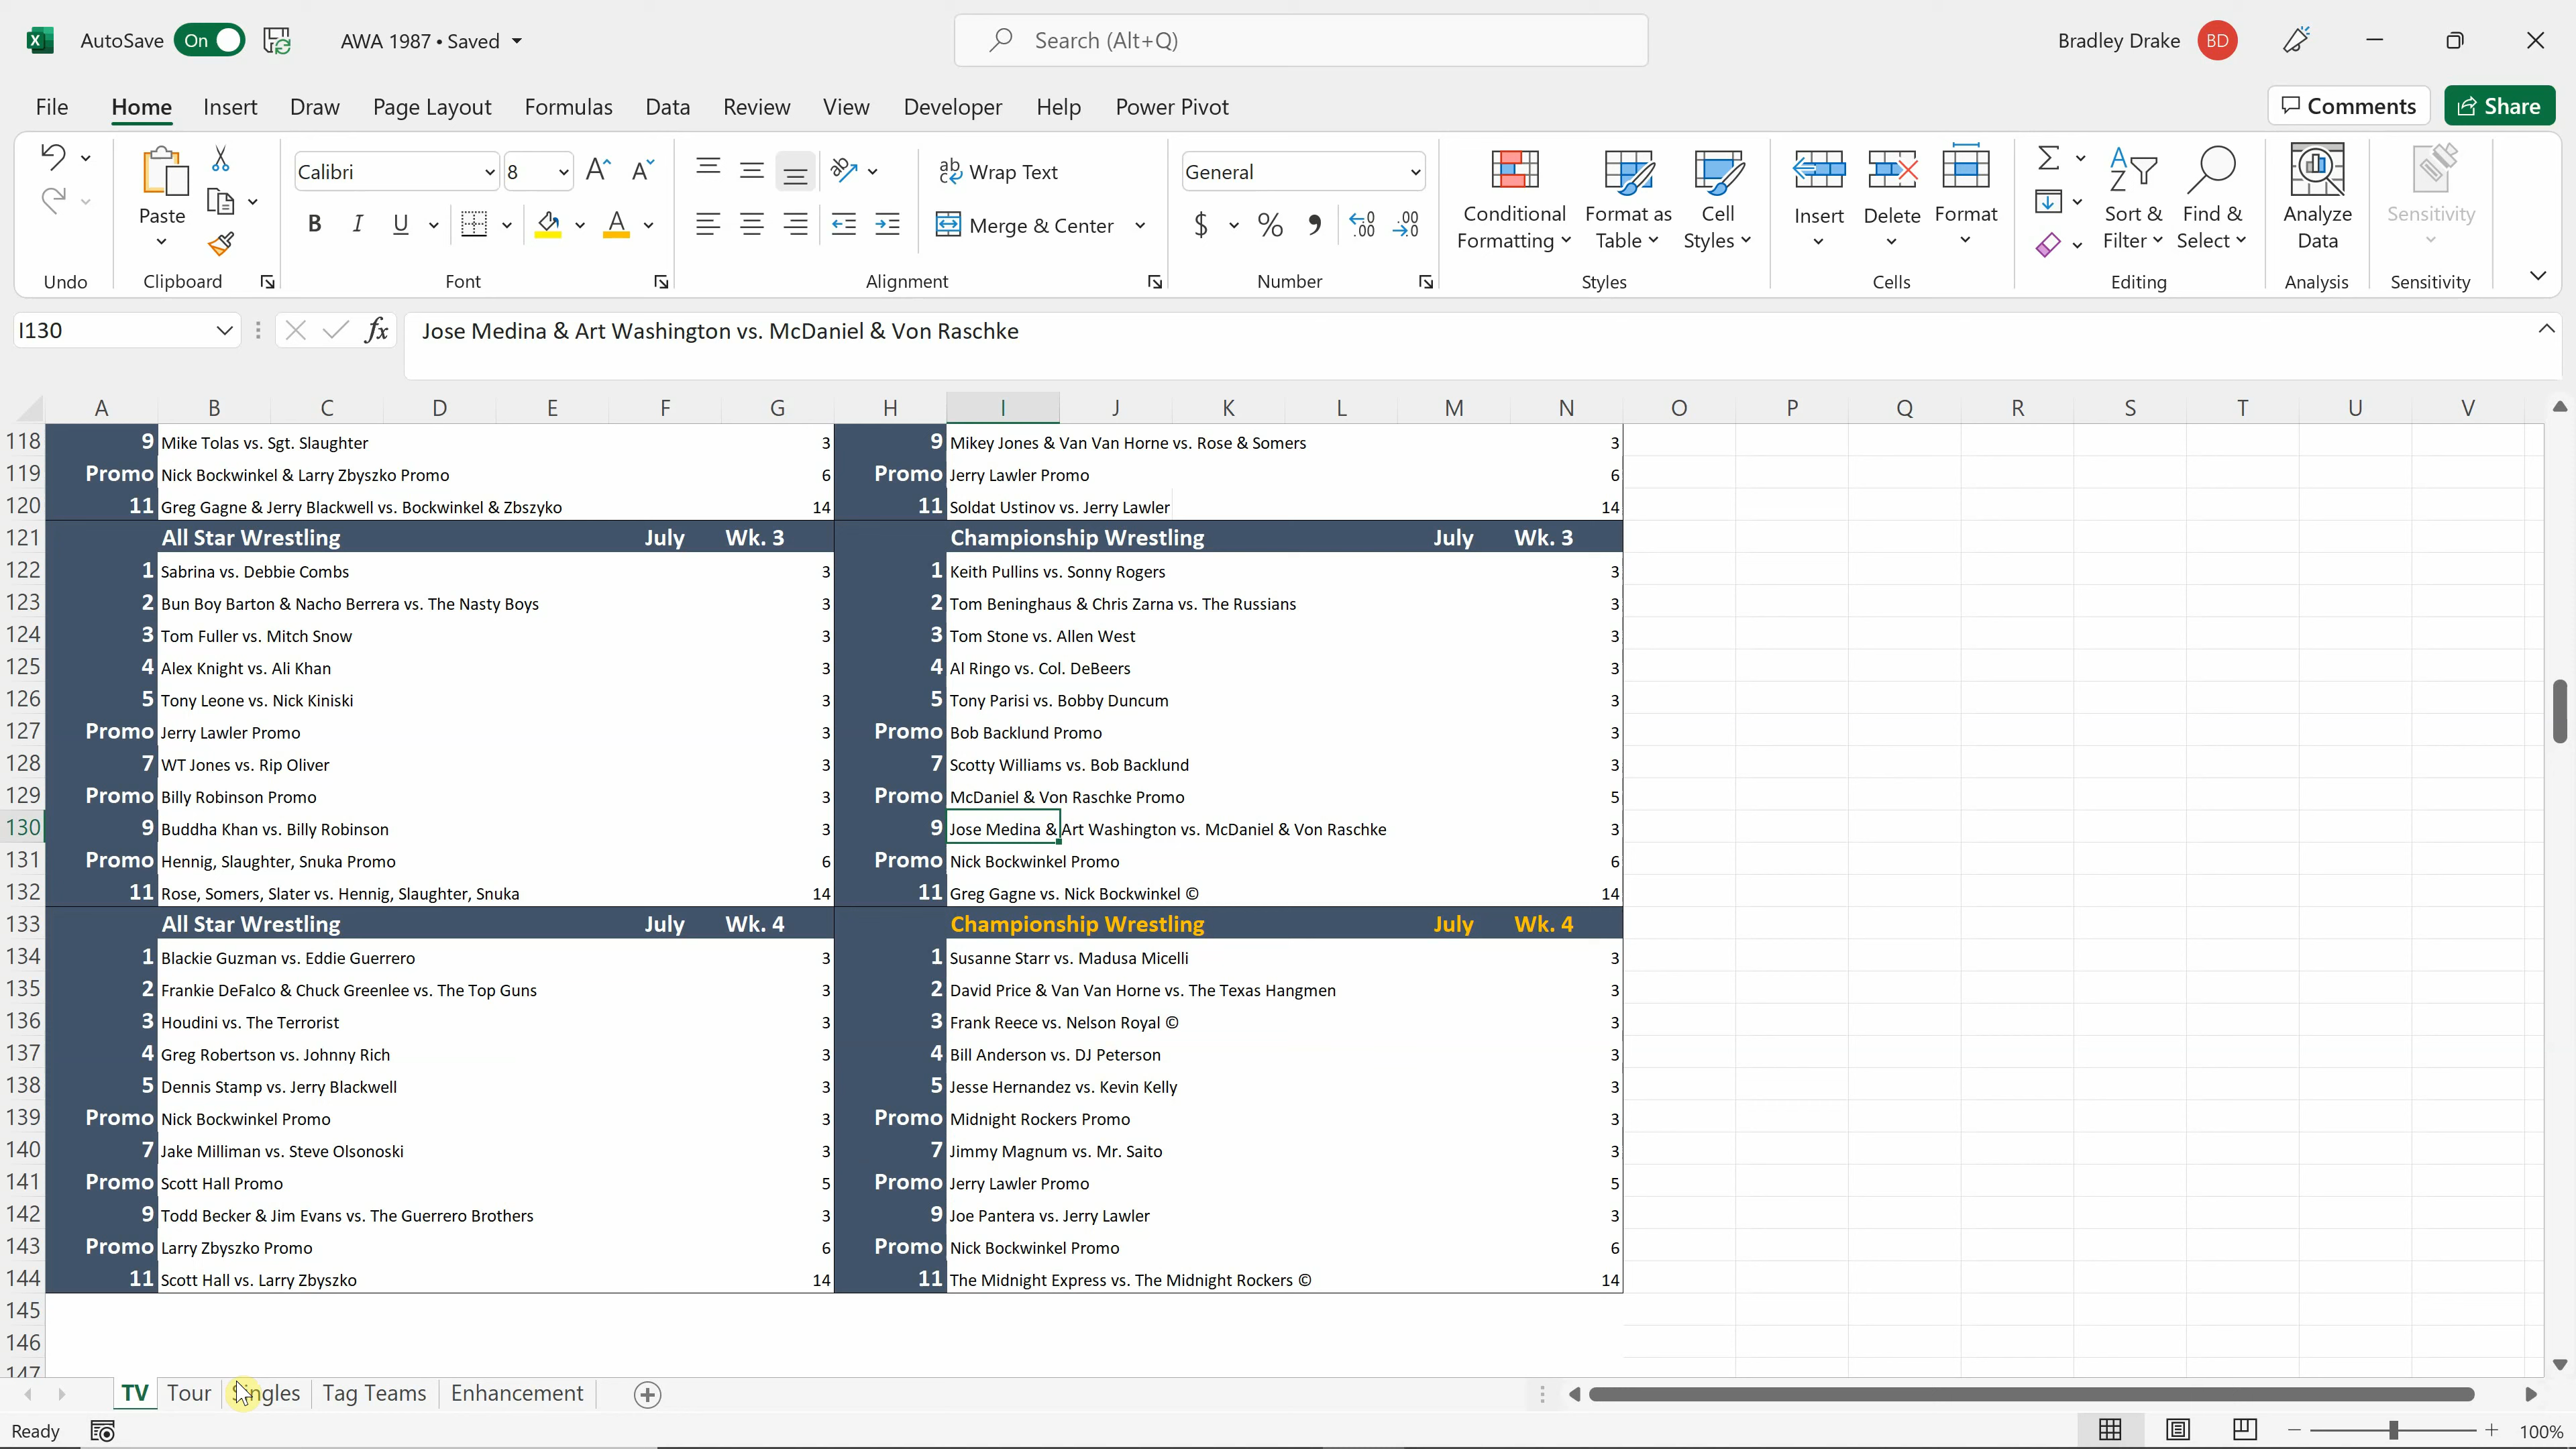 AutoSave On AWA 1987 • Saved Search (Alt+Q) Bradley Drake BD
File Home Insert Draw Page Layout Formulas Data Review View Developer Help Power Pivot Comments Share
Calibri 8 Wrap Text General
Paste Merge & Center $ % Conditional Formatting Format as Table Cell Styles Insert Delete Format Sort & Filter Find & Select Analyze Data Sensitivity
Undo Clipboard Font Alignment Number Styles Cells Editing Analysis Sensitivity
I130 fx Jose Medina & Art Washington vs. McDaniel & Von Raschke
A B C D E F G H I J K L M N O P Q R S T U V
118 9 Mike Tolas vs. Sgt. Slaughter 3 9 Mikey Jones & Van Van Horne vs. Rose & Somers 3
119 Promo Nick Bockwinkel & Larry Zbyszko Promo 6 Promo Jerry Lawler Promo 6
120 11 Greg Gagne & Jerry Blackwell vs. Bockwinkel & Zbszyko 14 11 Soldat Ustinov vs. Jerry Lawler 14
121 All Star Wrestling July Wk. 3 Championship Wrestling July Wk. 3
122 1 Sabrina vs. Debbie Combs 3 1 Keith Pullins vs. Sonny Rogers 3
123 2 Bun Boy Barton & Nacho Berrera vs. The Nasty Boys 3 2 Tom Beninghaus & Chris Zarna vs. The Russians 3
124 3 Tom Fuller vs. Mitch Snow 3 3 Tom Stone vs. Allen West 3
125 4 Alex Knight vs. Ali Khan 3 4 Al Ringo vs. Col. DeBeers 3
126 5 Tony Leone vs. Nick Kiniski 3 5 Tony Parisi vs. Bobby Duncum 3
127 Promo Jerry Lawler Promo 3 Promo Bob Backlund Promo 3
128 7 WT Jones vs. Rip Oliver 3 7 Scotty Williams vs. Bob Backlund 3
129 Promo Billy Robinson Promo 3 Promo McDaniel & Von Raschke Promo 5
130 9 Buddha Khan vs. Billy Robinson 3 9 Jose Medina & Art Washington vs. McDaniel & Von Raschke 3
131 Promo Hennig, Slaughter, Snuka Promo 6 Promo Nick Bockwinkel Promo 6
132 11 Rose, Somers, Slater vs. Hennig, Slaughter, Snuka 14 11 Greg Gagne vs. Nick Bockwinkel © 14
133 All Star Wrestling July Wk. 4 Championship Wrestling July Wk. 4
134 1 Blackie Guzman vs. Eddie Guerrero 3 1 Susanne Starr vs. Madusa Micelli 3
135 2 Frankie DeFalco & Chuck Greenlee vs. The Top Guns 3 2 David Price & Van Van Horne vs. The Texas Hangmen 3
136 3 Houdini vs. The Terrorist 3 3 Frank Reece vs. Nelson Royal © 3
137 4 Greg Robertson vs. Johnny Rich 3 4 Bill Anderson vs. DJ Peterson 3
138 5 Dennis Stamp vs. Jerry Blackwell 3 5 Jesse Hernandez vs. Kevin Kelly 3
139 Promo Nick Bockwinkel Promo 3 Promo Midnight Rockers Promo 3
140 7 Jake Milliman vs. Steve Olsonoski 3 7 Jimmy Magnum vs. Mr. Saito 3
141 Promo Scott Hall Promo 5 Promo Jerry Lawler Promo 5
142 9 Todd Becker & Jim Evans vs. The Guerrero Brothers 3 9 Joe Pantera vs. Jerry Lawler 3
143 Promo Larry Zbyszko Promo 6 Promo Nick Bockwinkel Promo 6
144 11 Scott Hall vs. Larry Zbyszko 14 11 The Midnight Express vs. The Midnight Rockers © 14
145
146
147
TV Tour Singles Tag Teams Enhancement
Ready 100%